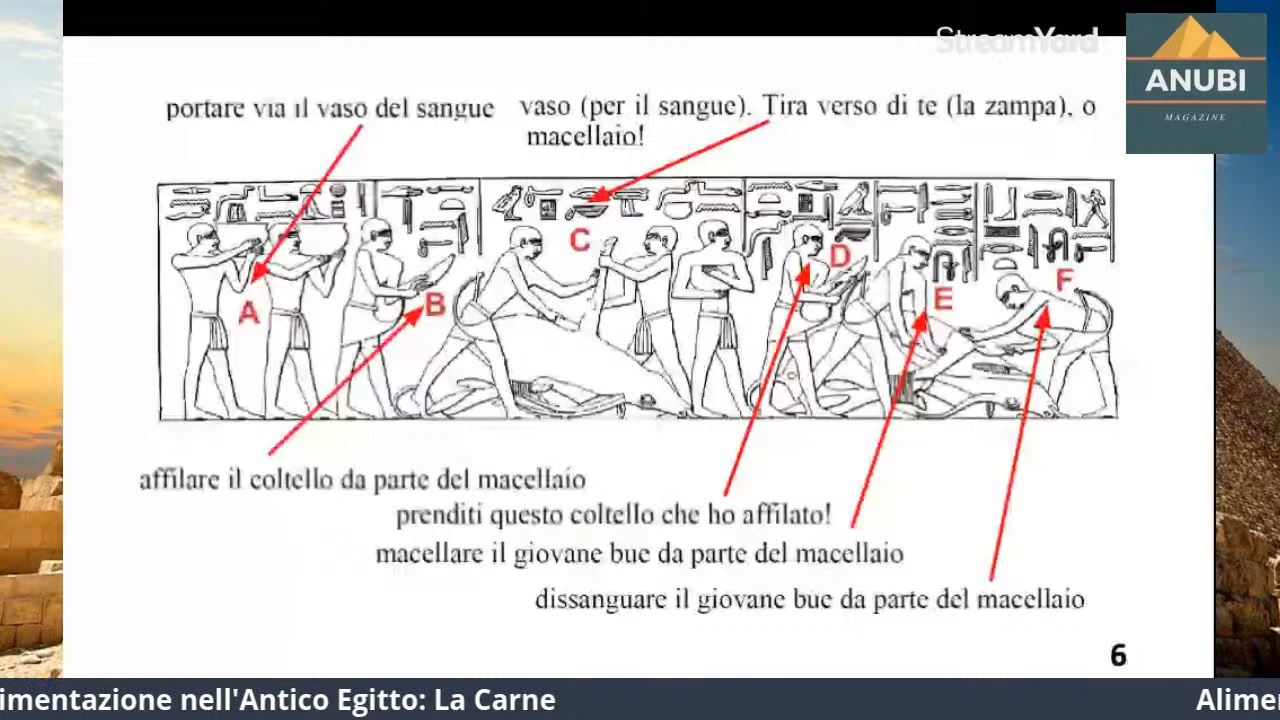 StreamYard
ANUBI
MAGAZINE
portare via il vaso del sangue
vaso (per il sangue). Tira verso di te (la zampa), o
macellaio!
A
B
C
D
E
F
affilare il coltello da parte del macellaio
prenditi questo coltello che ho affilato!
macellare il giovane bue da parte del macellaio
dissanguare il giovane bue da parte del macellaio
6
imentazione nell'Antico Egitto: La Carne
Alimen